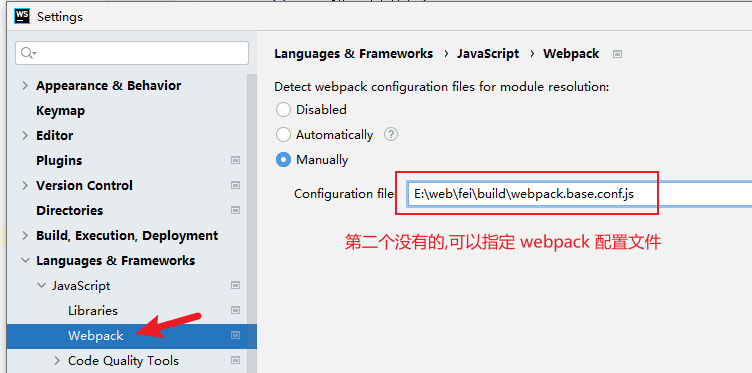 WS Settings
Languages & Frameworks › JavaScript › Webpack
Detect webpack configuration files for module resolution:
Appearance & Behavior
Disabled
Keymap
Automatically ?
Editor
Manually
Plugins
Version Control
Configuration file
E:\web\fei\build\webpack.base.conf.js
Directories
Build, Execution, Deployment
第二个没有的,可以指定 webpack 配置文件
Languages & Frameworks
JavaScript
Libraries
Webpack
Code Quality Tools